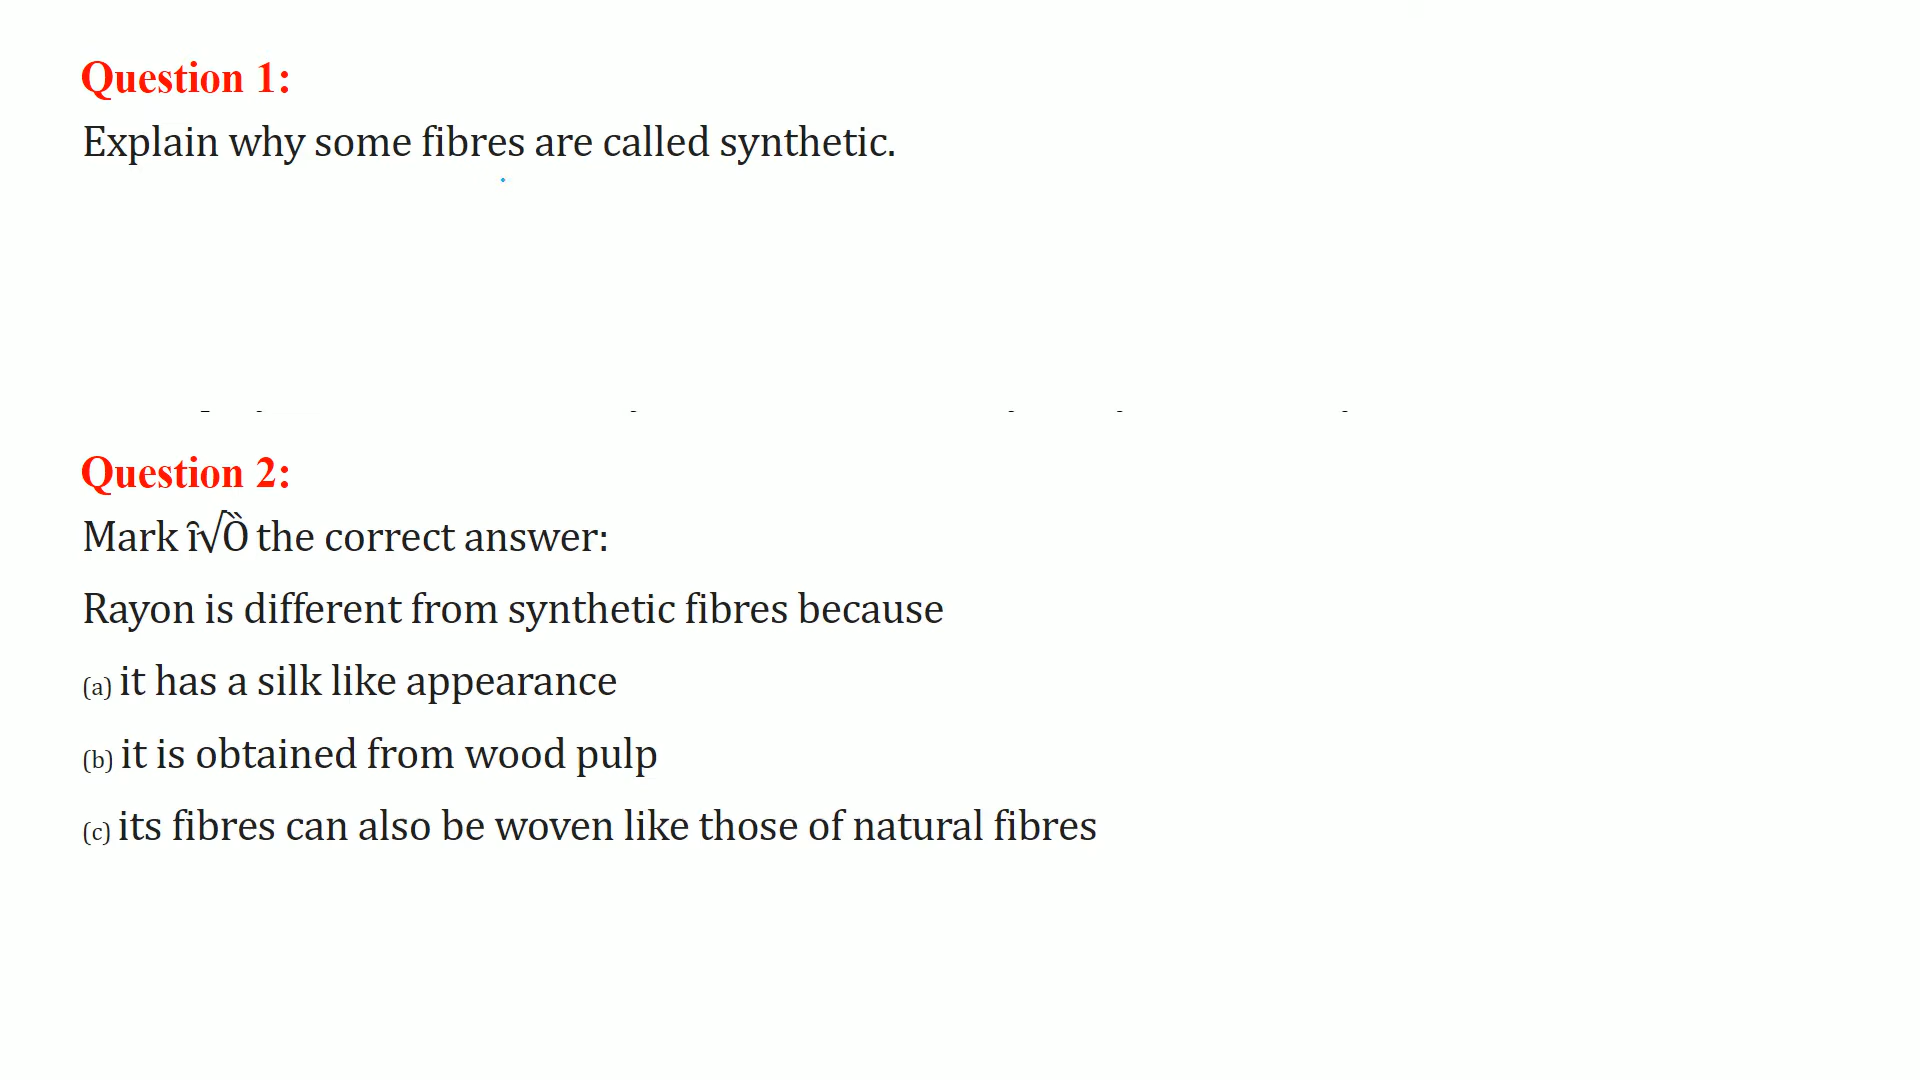 Question 1:
Explain why some fibres are called synthetic.
Question 2:
Mark î√Ȍ the correct answer:
Rayon is different from synthetic fibres because
(a) it has a silk like appearance
(b) it is obtained from wood pulp
(c) its fibres can also be woven like those of natural fibres